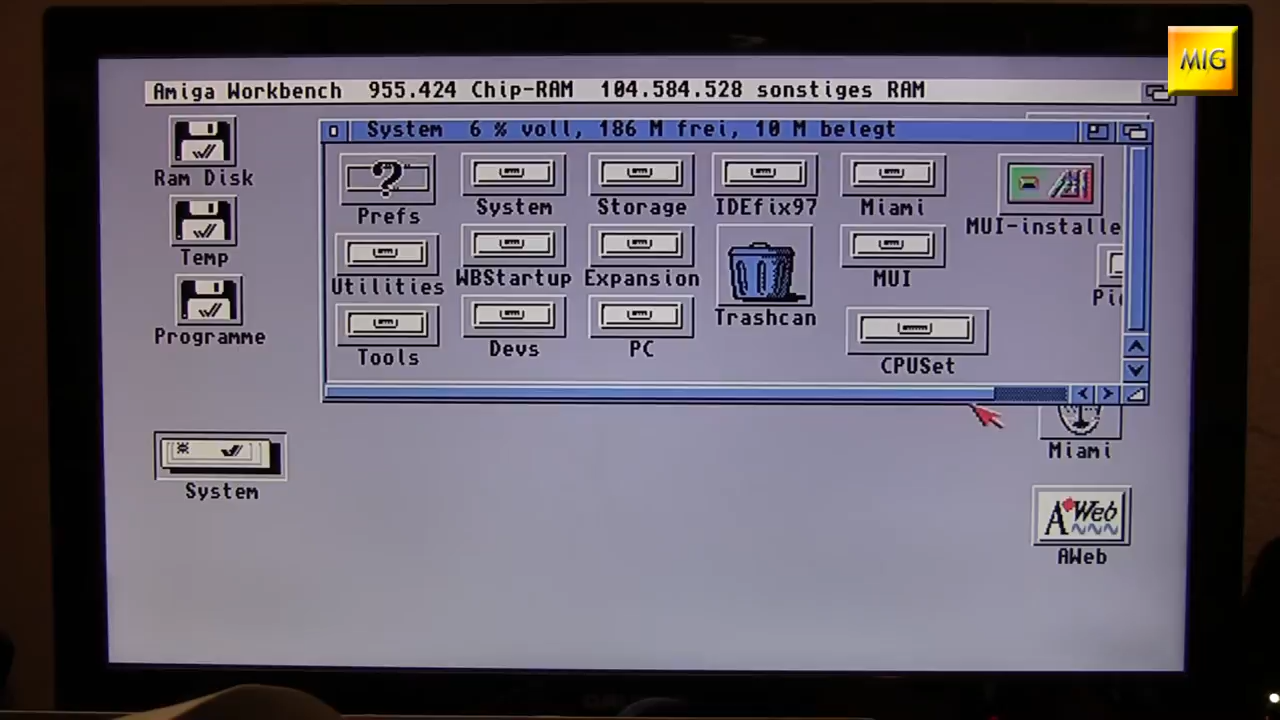 MIG
Amiga Workbench 955.424 Chip-RAM 104.584.528 sonstiges RAM
System 6 % voll, 186 M frei, 10 M belegt
Ram Disk
Temp
Programme
System
Prefs
System
Storage
IDEfix97
Miami
MUI-installe
Utilities
WBStartup
Expansion
Trashcan
MUI
Tools
Devs
PC
CPUSet
Miami
AWeb
AWeb